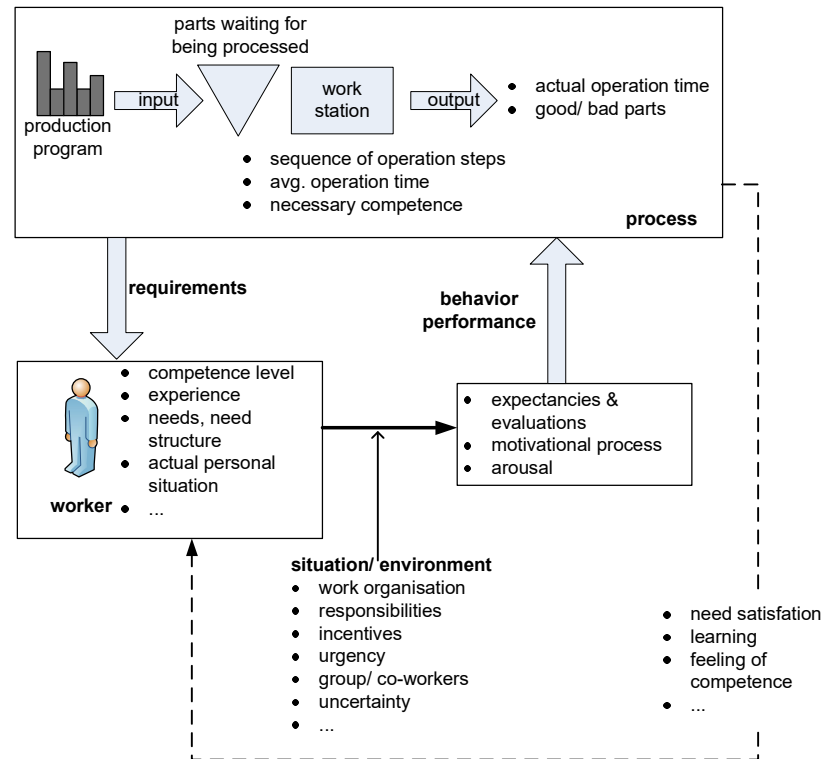 parts waiting for
being processed
production
program
input
work
station
output
• actual operation time
• good/ bad parts
• sequence of operation steps
• avg. operation time
• necessary competence
process
requirements
behavior
performance
worker
• competence level
• experience
• needs, need
structure
• actual personal
situation
• ...
• expectancies &
evaluations
• motivational process
• arousal
situation/ environment
• work organisation
• responsibilities
• incentives
• urgency
• group/ co-workers
• uncertainty
• ...
• need satisfation
• learning
• feeling of
competence
• ...